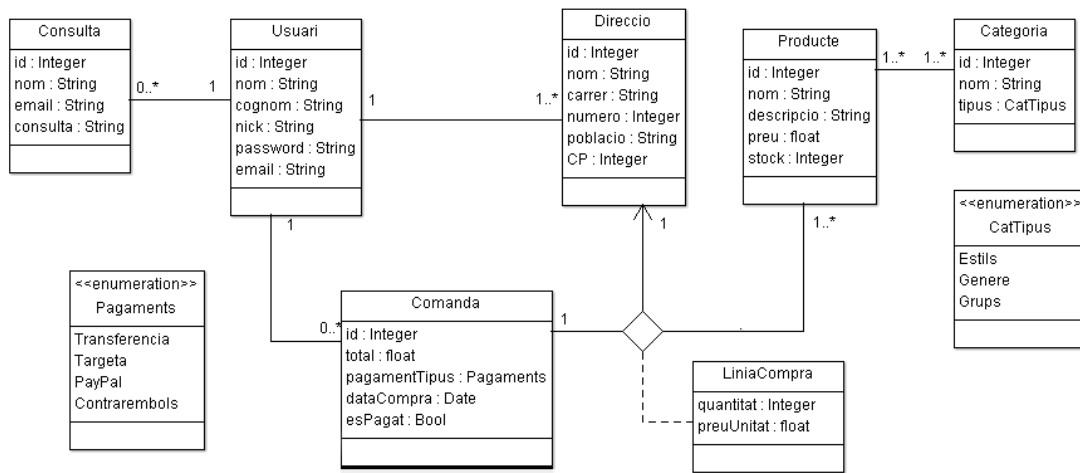 Consulta
id : Integer
nom : String
email : String
consulta : String
0..*
1
Usuari
id : Integer
nom : String
cognom : String
nick : String
password : String
email : String
1
1..*
1
Direccio
id : Integer
nom : String
carrer : String
numero : Integer
poblacio : String
CP : Integer
1
Producte
id : Integer
nom : String
descripcio : String
preu : float
stock : Integer
1..*
1..*
1..*
Categoria
id : Integer
nom : String
tipus : CatTipus
<<enumeration>>
CatTipus
Estils
Genere
Grups
<<enumeration>>
Pagaments
Transferencia
Targeta
PayPal
Contrarembols
0..*
Comanda
id : Integer
total : float
pagamentTipus : Pagaments
dataCompra : Date
esPagat : Bool
1
LiniaCompra
quantitat : Integer
preuUnitat : float